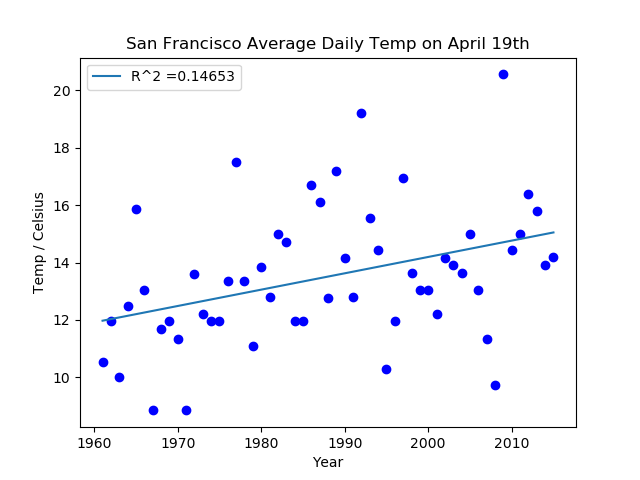 San Francisco Average Daily Temp on April 19th
R^2 =0.14653
20
18
16
14
12
10
Temp / Celsius
1960 1970 1980 1990 2000 2010
Year